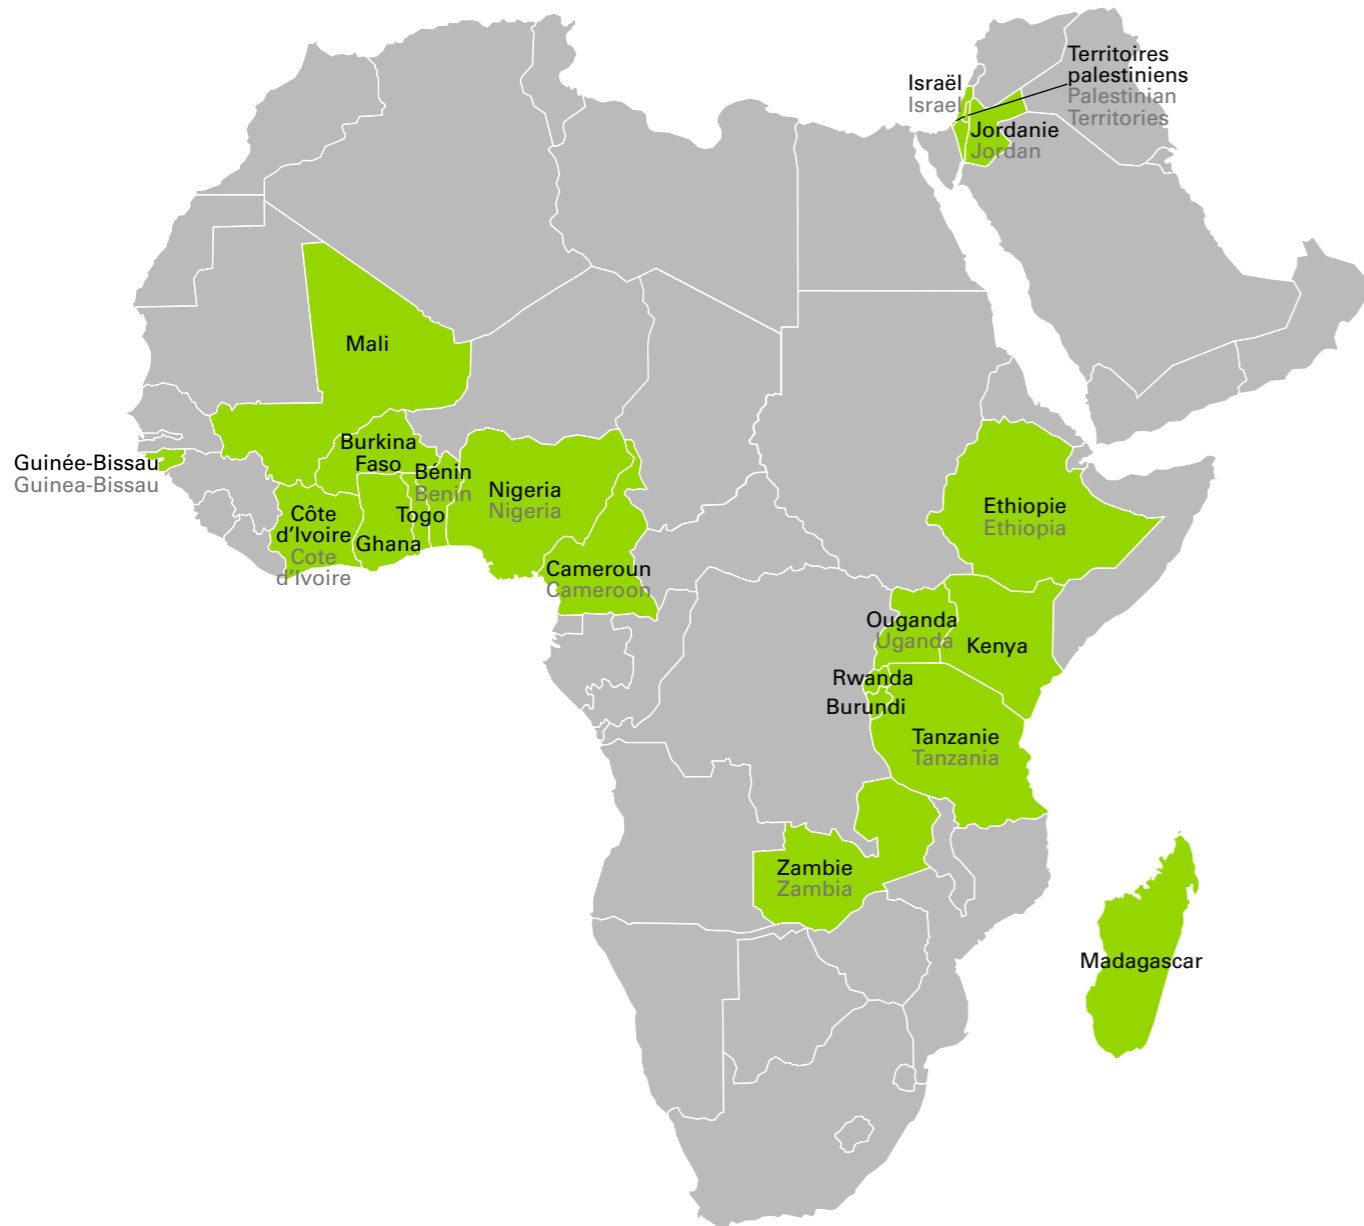 Territoires
palestiniens
Palestinian
Territories
Israël
Israel
Jordanie
Jordan
Mali
Burkina
Faso
Guinée-Bissau
Guinea-Bissau
Bénin
Benin
Nigeria
Nigeria
Côte
d'Ivoire
Cote
d'Ivoire
Togo
Ghana
Ethiopie
Ethiopia
Cameroun
Cameroon
Ouganda
Uganda
Kenya
Rwanda
Burundi
Tanzanie
Tanzania
Zambie
Zambia
Madagascar